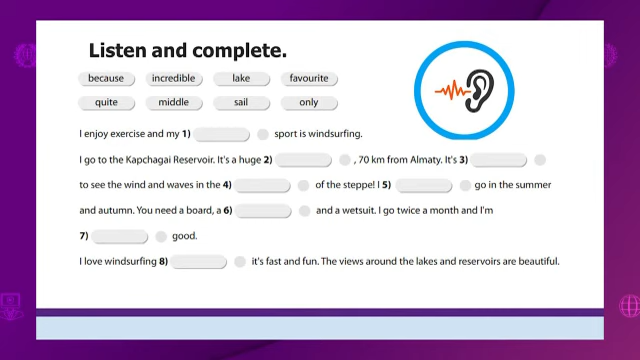 Listen and complete.
because incredible lake favourite
quite middle sail only
I enjoy exercise and my 1) sport is windsurfing.
I go to the Kapchagai Reservoir. It's a huge 2) , 70 km from Almaty. It's 3)
to see the wind and waves in the 4) of the steppe! I 5) go in the summer
and autumn. You need a board, a 6) and a wetsuit. I go twice a month and I'm
7) good.
I love windsurfing 8) it's fast and fun. The views around the lakes and reservoirs are beautiful.